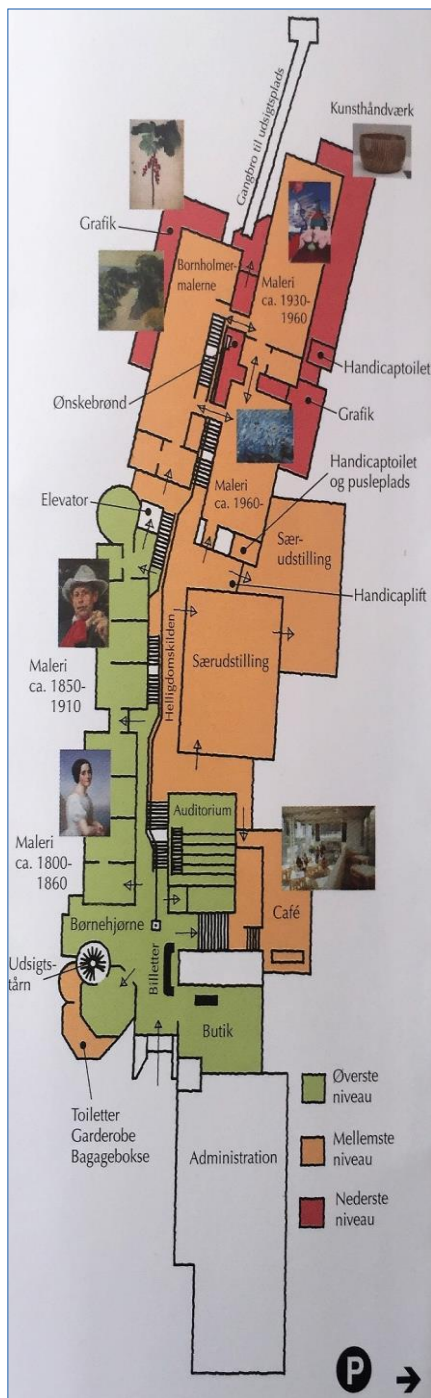 Gangbro til udsigtsplads
Kunsthåndværk
Grafik
Bornholmer-
malerne
Maleri
ca. 1930-
1960
Ønskebrønd
Handicaptoilet
Grafik
Handicaptoilet
og pusleplads
Maleri
ca. 1960-
Elevator
Sær-
udstilling
Handicaplift
Helligdomskilden
Særudstilling
Maleri
ca. 1850-
1910
Auditorium
Maleri
ca. 1800-
1860
Café
Børnehjørne
Udsigts-
tårn
Billetter
Butik
Toiletter
Garderobe
Bagagebokse
Administration
Øverste
niveau
Mellemste
niveau
Nederste
niveau
P